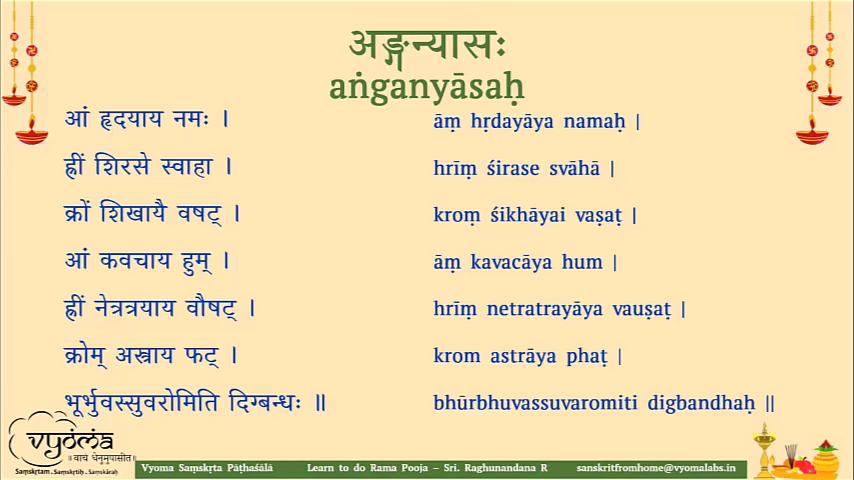 अङ्गन्यासः
aṅganyāsaḥ
आं हृदयाय नमः ।
āṃ hṛdayāya namaḥ |
ह्रीं शिरसे स्वाहा ।
hrīṃ śirase svāhā |
क्रों शिखायै वषट् ।
kroṃ śikhāyai vaṣaṭ |
आं कवचाय हुम् ।
āṃ kavacāya hum |
ह्रीं नेत्रत्रयाय वौषट् ।
hrīṃ netratrayāya vauṣaṭ |
क्रोम् अस्त्राय फट् ।
krom astrāya phaṭ |
भूर्भुवस्सुवरोमिति दिग्बन्धः ॥
bhūrbhuvassuvaromiti digbandhaḥ ||
vyoma
॥ वाचं धेनुमुपासीत ॥
Saṃskṛtam . Saṃskṛtiḥ . Saṃskāraḥ
Vyoma Saṃskṛta Pāṭhaśālā Learn to do Rama Pooja – Sri. Raghunandana R sanskritfromhome@vyomalabs.in